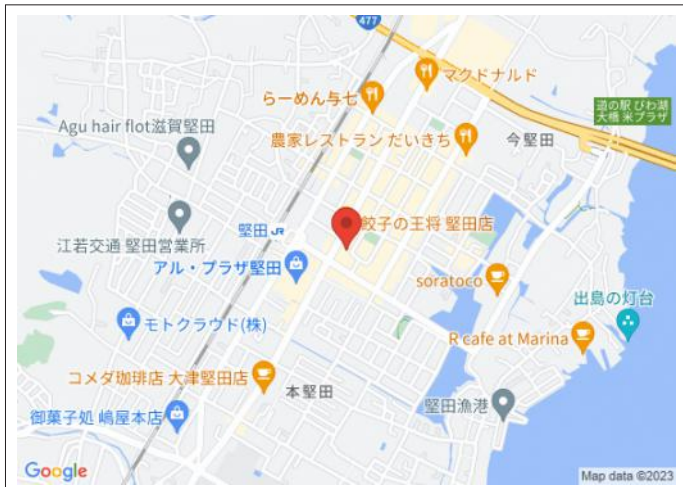 477
マクドナルド
らーめん与七
道の駅 びわ湖
大橋 米プラザ
Agu hair flot滋賀堅田
農家レストラン だいきち
今堅田
餃子の王将 堅田店
堅田 JR
江若交通 堅田営業所
アル・プラザ堅田
soratoco
出島の灯台
モトクラウド(株)
R cafe at Marina
コメダ珈琲店 大津堅田店
本堅田
堅田漁港
御菓子処 嶋屋本店
Google
Map data ©2023